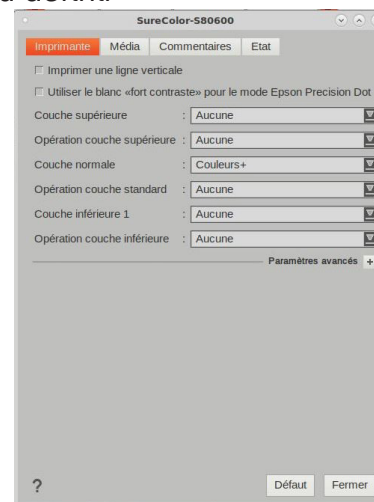 SureColor-S80600
Imprimante Média Commentaires Etat
Imprimer une ligne verticale
Utiliser le blanc «fort contraste» pour le mode Epson Precision Dot
Couche supérieure : Aucune
Opération couche supérieure : Aucune
Couche normale : Couleurs+
Opération couche standard : Aucune
Couche inférieure 1 : Aucune
Opération couche inférieure : Aucune
Paramètres avancés +
? Défaut Fermer